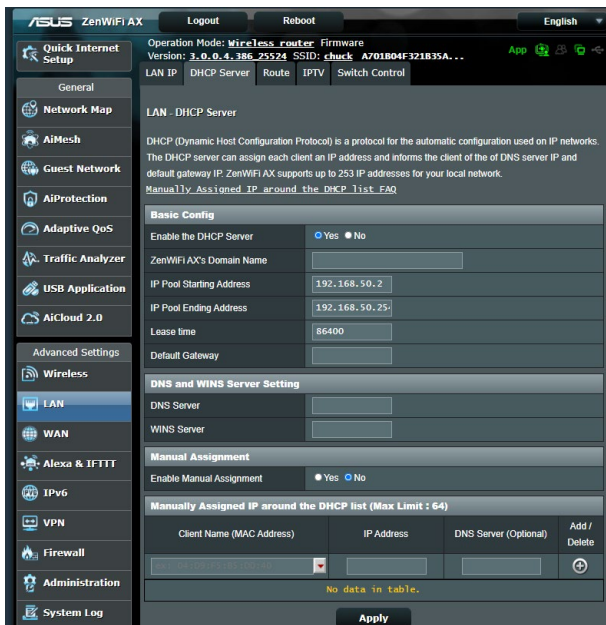 ASUS ZenWiFi AX
Logout
Reboot
English
Quick Internet
Setup
General
Network Map
AiMesh
Guest Network
AiProtection
Adaptive QoS
Traffic Analyzer
USB Application
AiCloud 2.0
Advanced Settings
Wireless
LAN
WAN
Alexa & IFTTT
IPv6
VPN
Firewall
Administration
System Log
Operation Mode: Wireless router Firmware
Version: 3.0.0.4.386_25524 SSID: chuck A701B04F321B35A...
App
LAN IP DHCP Server Route IPTV Switch Control
LAN - DHCP Server
DHCP (Dynamic Host Configuration Protocol) is a protocol for the automatic configuration used on IP networks.
The DHCP server can assign each client an IP address and informs the client of the of DNS server IP and
default gateway IP. ZenWiFi AX supports up to 253 IP addresses for your local network.
Manually Assigned IP around the DHCP list FAQ
Basic Config
Enable the DHCP Server Yes No
ZenWiFi AX's Domain Name
IP Pool Starting Address 192.168.50.2
IP Pool Ending Address 192.168.50.25
Lease time 86400
Default Gateway
DNS and WINS Server Setting
DNS Server
WINS Server
Manual Assignment
Enable Manual Assignment Yes No
Manually Assigned IP around the DHCP list (Max Limit : 64)
Client Name (MAC Address) IP Address DNS Server (Optional) Add /
Delete
No data in table.
Apply